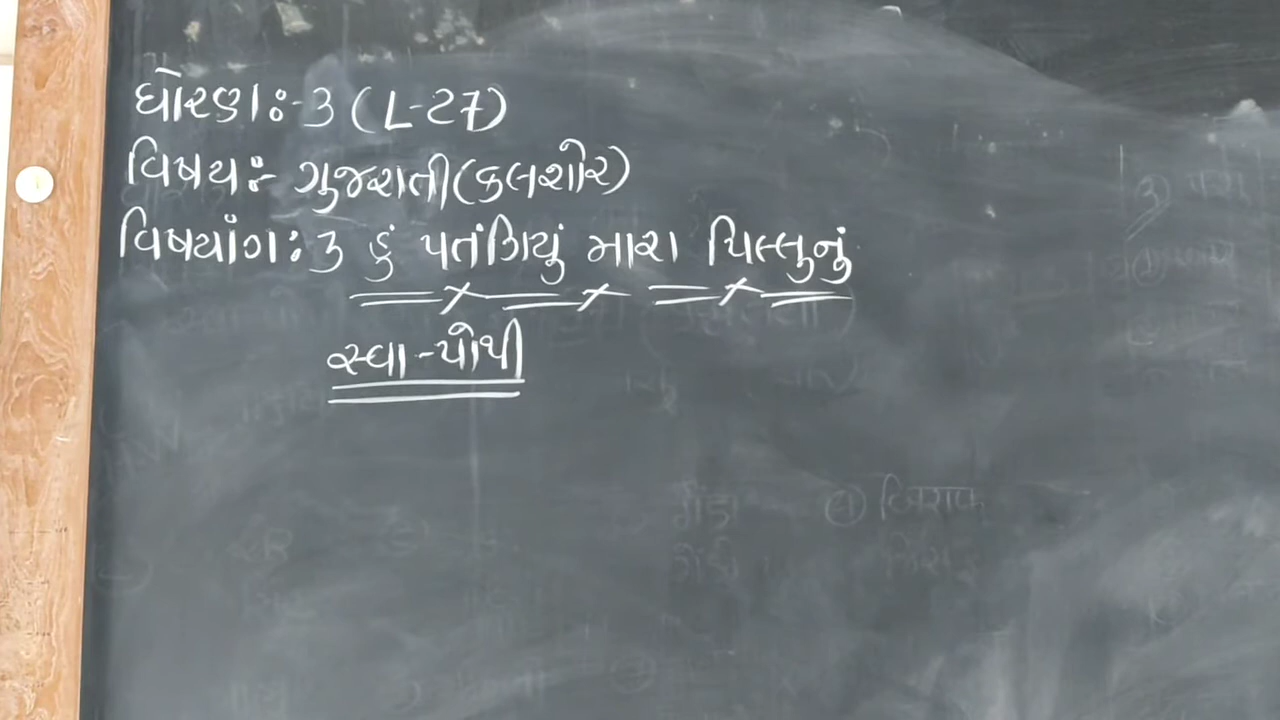 ધોરણઃ-3 (L-27)
વિષયઃ- ગુજરાતી(કલશોર)
વિષયાંગઃ 3 હું પતંગિયું મારા પિલ્લુનું
સ્વા-પોથી